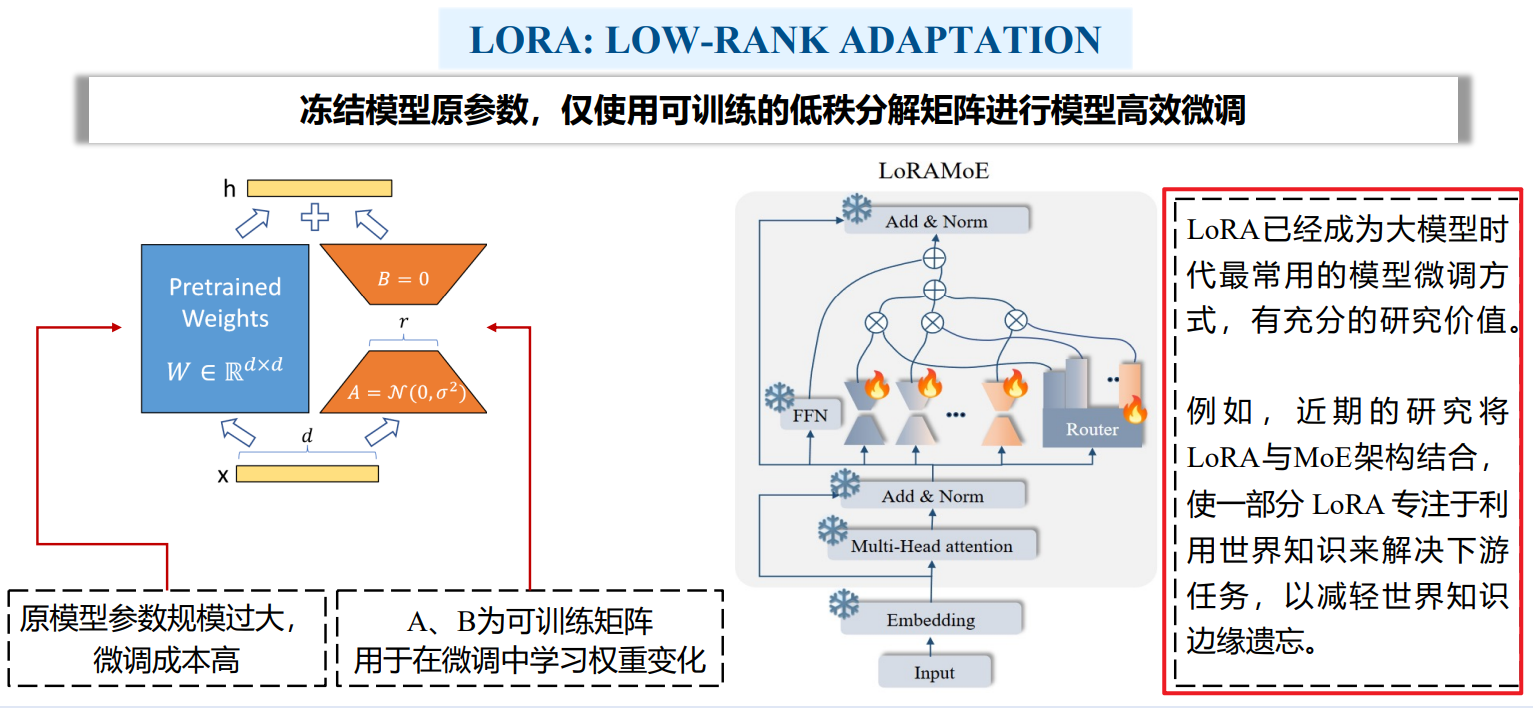 LORA: LOW-RANK ADAPTATION
冻结模型原参数，仅使用可训练的低秩分解矩阵进行模型高效微调
h
Pretrained
Weights
W ∈ ℝ^{d×d}
B = 0
r
A = 𝒩(0, σ²)
d
x
原模型参数规模过大，
微调成本高
A、B为可训练矩阵
用于在微调中学习权重变化
LoRAMoE
Add & Norm
FFN
...
..
Router
Add & Norm
Multi-Head attention
Embedding
Input
LoRA已经成为大模型时
代最常用的模型微调方
式，有充分的研究价值。
例如，近期的研究将
LoRA与MoE架构结合，
使一部分 LoRA 专注于利
用世界知识来解决下游
任务，以减轻世界知识
边缘遗忘。